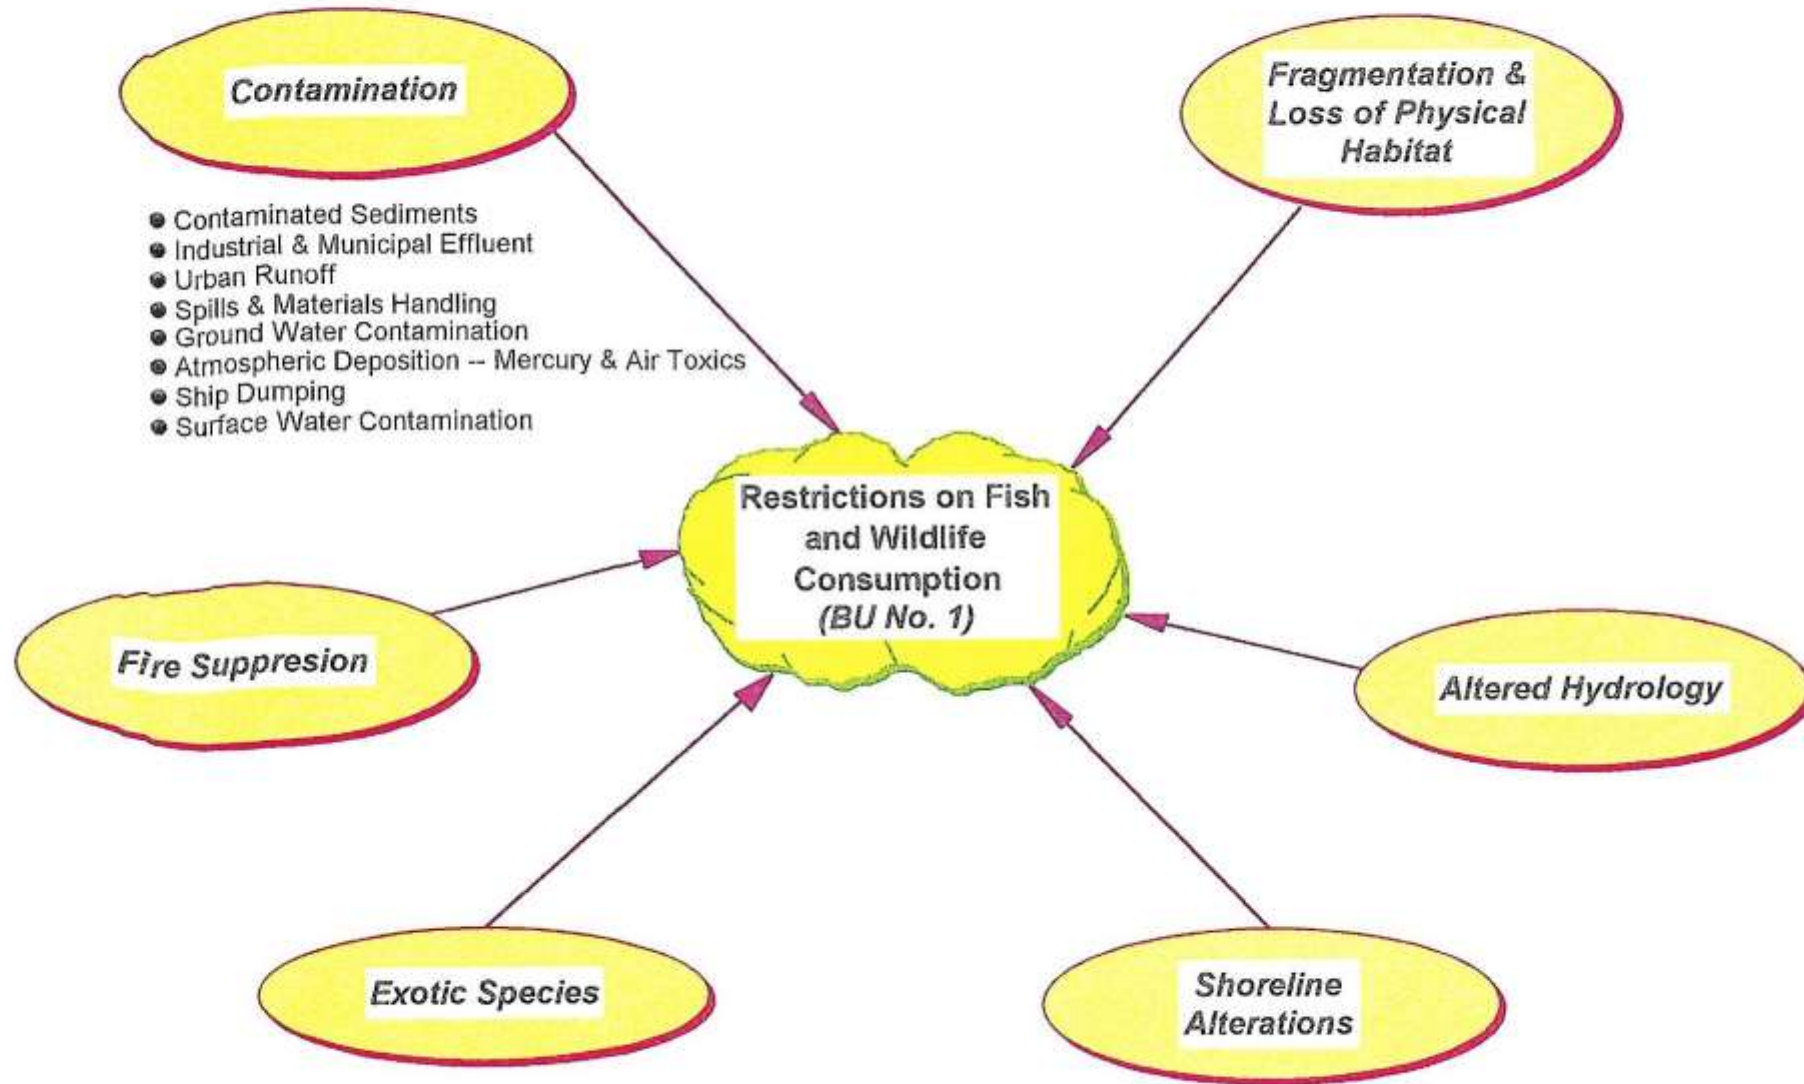 Contamination
Fragmentation &
Loss of Physical
Habitat
● Contaminated Sediments
● Industrial & Municipal Effluent
● Urban Runoff
● Spills & Materials Handling
● Ground Water Contamination
● Atmospheric Deposition -- Mercury & Air Toxics
● Ship Dumping
● Surface Water Contamination
Restrictions on Fish
and Wildlife
Consumption
(BU No. 1)
Fire Suppresion
Altered Hydrology
Exotic Species
Shoreline
Alterations